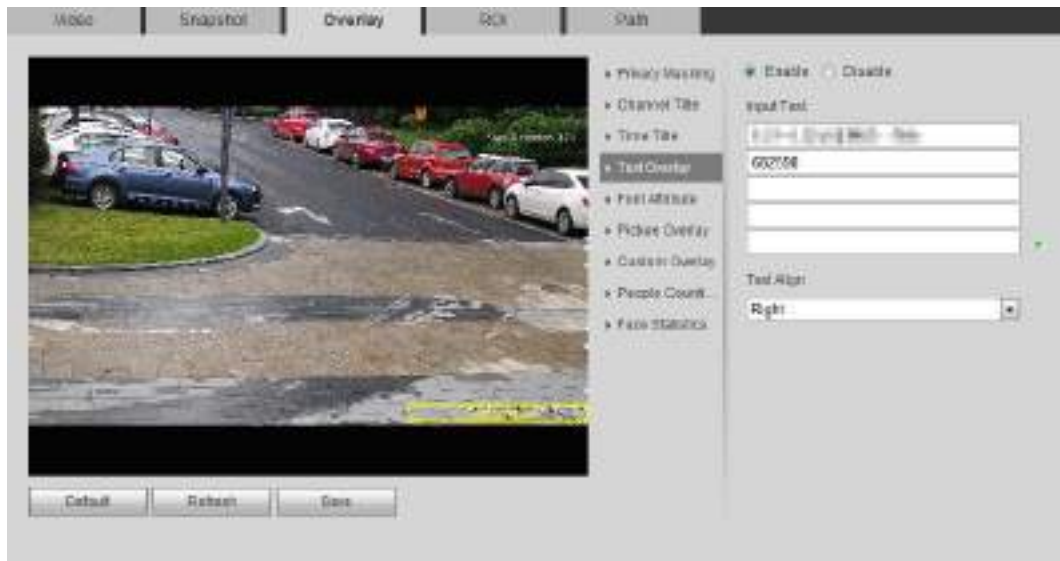 Video
Snapshot
Overlay
ROI
Path
Privacy Masking
Channel Title
Time Title
Text Overlay
Font Attribute
Picture Overlay
Custom Overlay
People Count...
Face Statistics
Enable
Disable
Input Text
Text Align
Right
Default
Refresh
Save